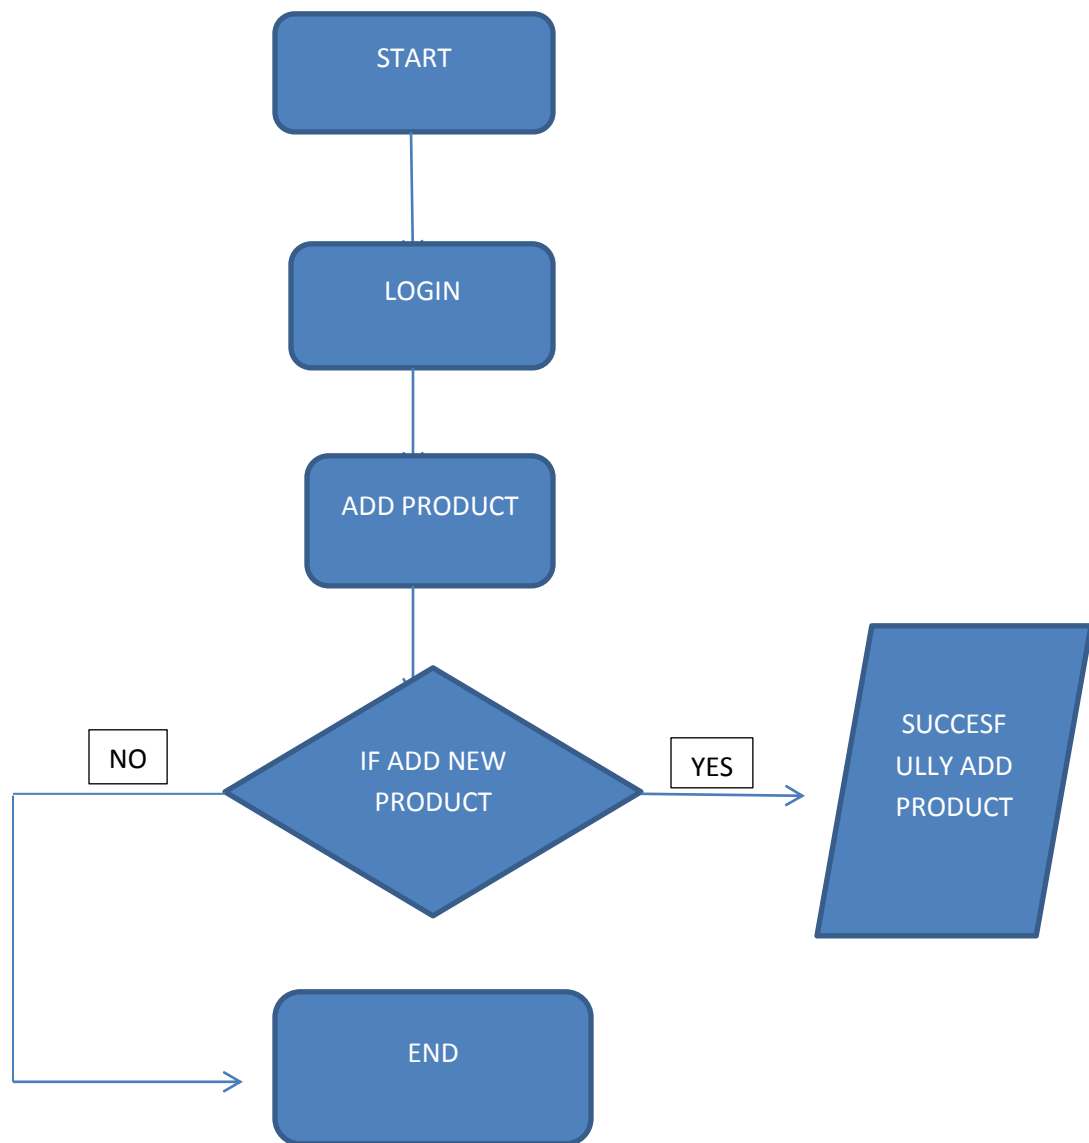 START
LOGIN
ADD PRODUCT
IF ADD NEW
PRODUCT
NO
YES
SUCCESF
ULLY ADD
PRODUCT
END